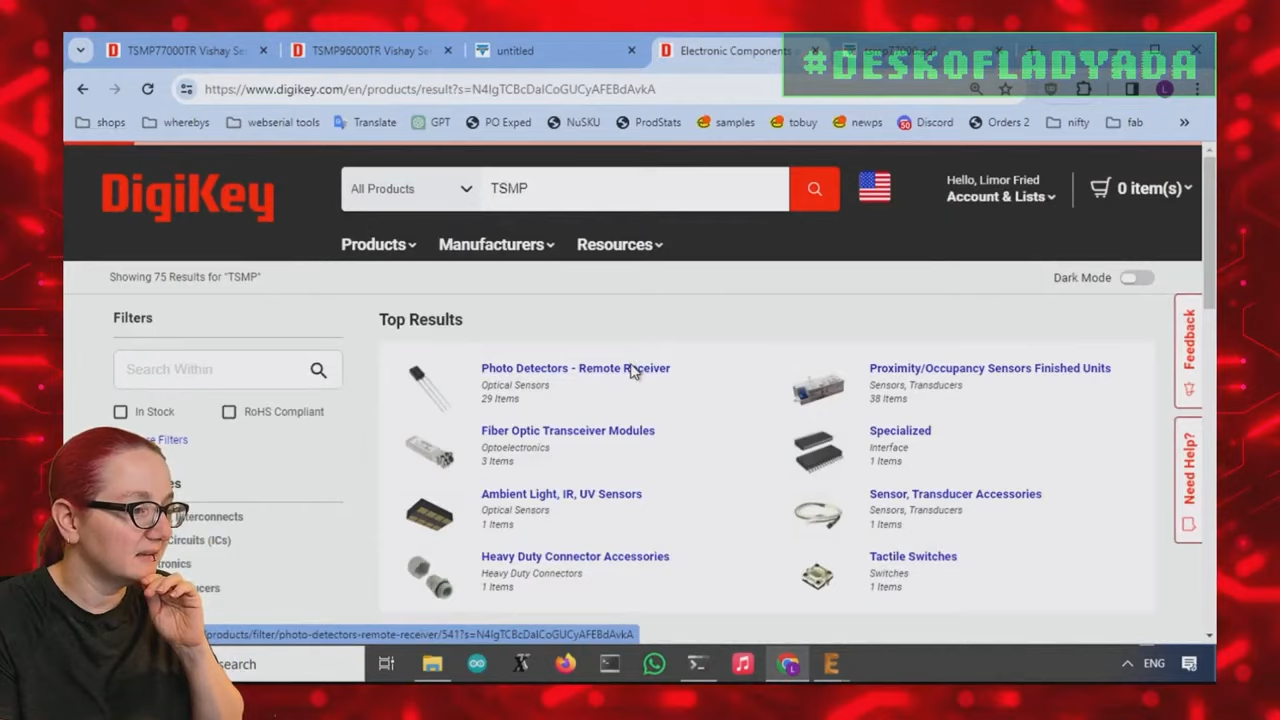 TSMP77000TR Vishay Se
TSMP96000TR Vishay Se
untitled
Electronic Components
#DESKOFLADYADA
https://www.digikey.com/en/products/result?s=N4IgTCBcDaICoGUCyAFEBdAvkA
shops
wherebys
webserial tools
Translate
GPT
PO Exped
NuSKU
ProdStats
samples
tobuy
newps
Discord
Orders 2
nifty
fab
DigiKey
All Products
TSMP
Hello, Limor Fried
Account & Lists
0 item(s)
Products
Manufacturers
Resources
Showing 75 Results for "TSMP"
Dark Mode
Filters
Search Within
In Stock
RoHS Compliant
Filters
Interconnects
Circuits (ICs)
Top Results
Photo Detectors - Remote Receiver
Optical Sensors
29 Items
Proximity/Occupancy Sensors Finished Units
Sensors, Transducers
38 Items
Fiber Optic Transceiver Modules
Optoelectronics
3 Items
Specialized
Interface
1 Items
Ambient Light, IR, UV Sensors
Optical Sensors
1 Items
Sensor, Transducer Accessories
Sensors, Transducers
1 Items
Heavy Duty Connector Accessories
Heavy Duty Connectors
1 Items
Tactile Switches
Switches
1 Items
Feedback
Need Help?
products/filter/photo-detectors-remote-receiver/541?s=N4IgTCBcDaICoGUCyAFEBdAvkA
search
ENG